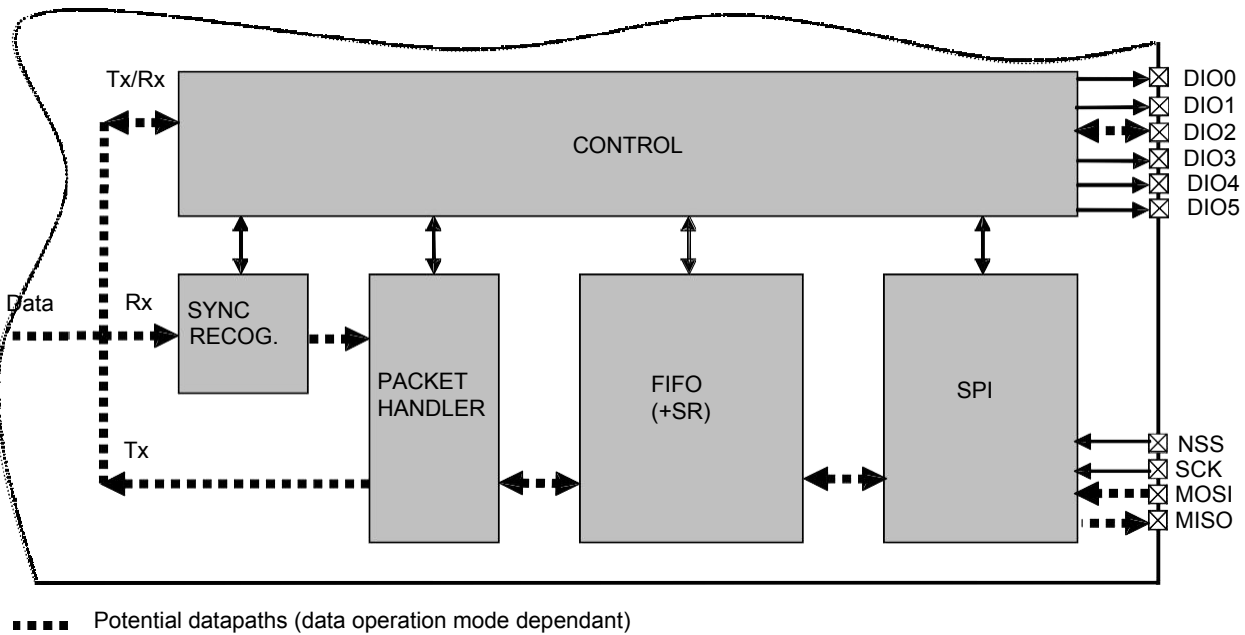 Tx/Rx
CONTROL
DIO0
DIO1
DIO2
DIO3
DIO4
DIO5
Data
Rx
SYNC
RECOG.
PACKET
HANDLER
FIFO
(+SR)
SPI
Tx
NSS
SCK
MOSI
MISO
Potential datapaths (data operation mode dependant)